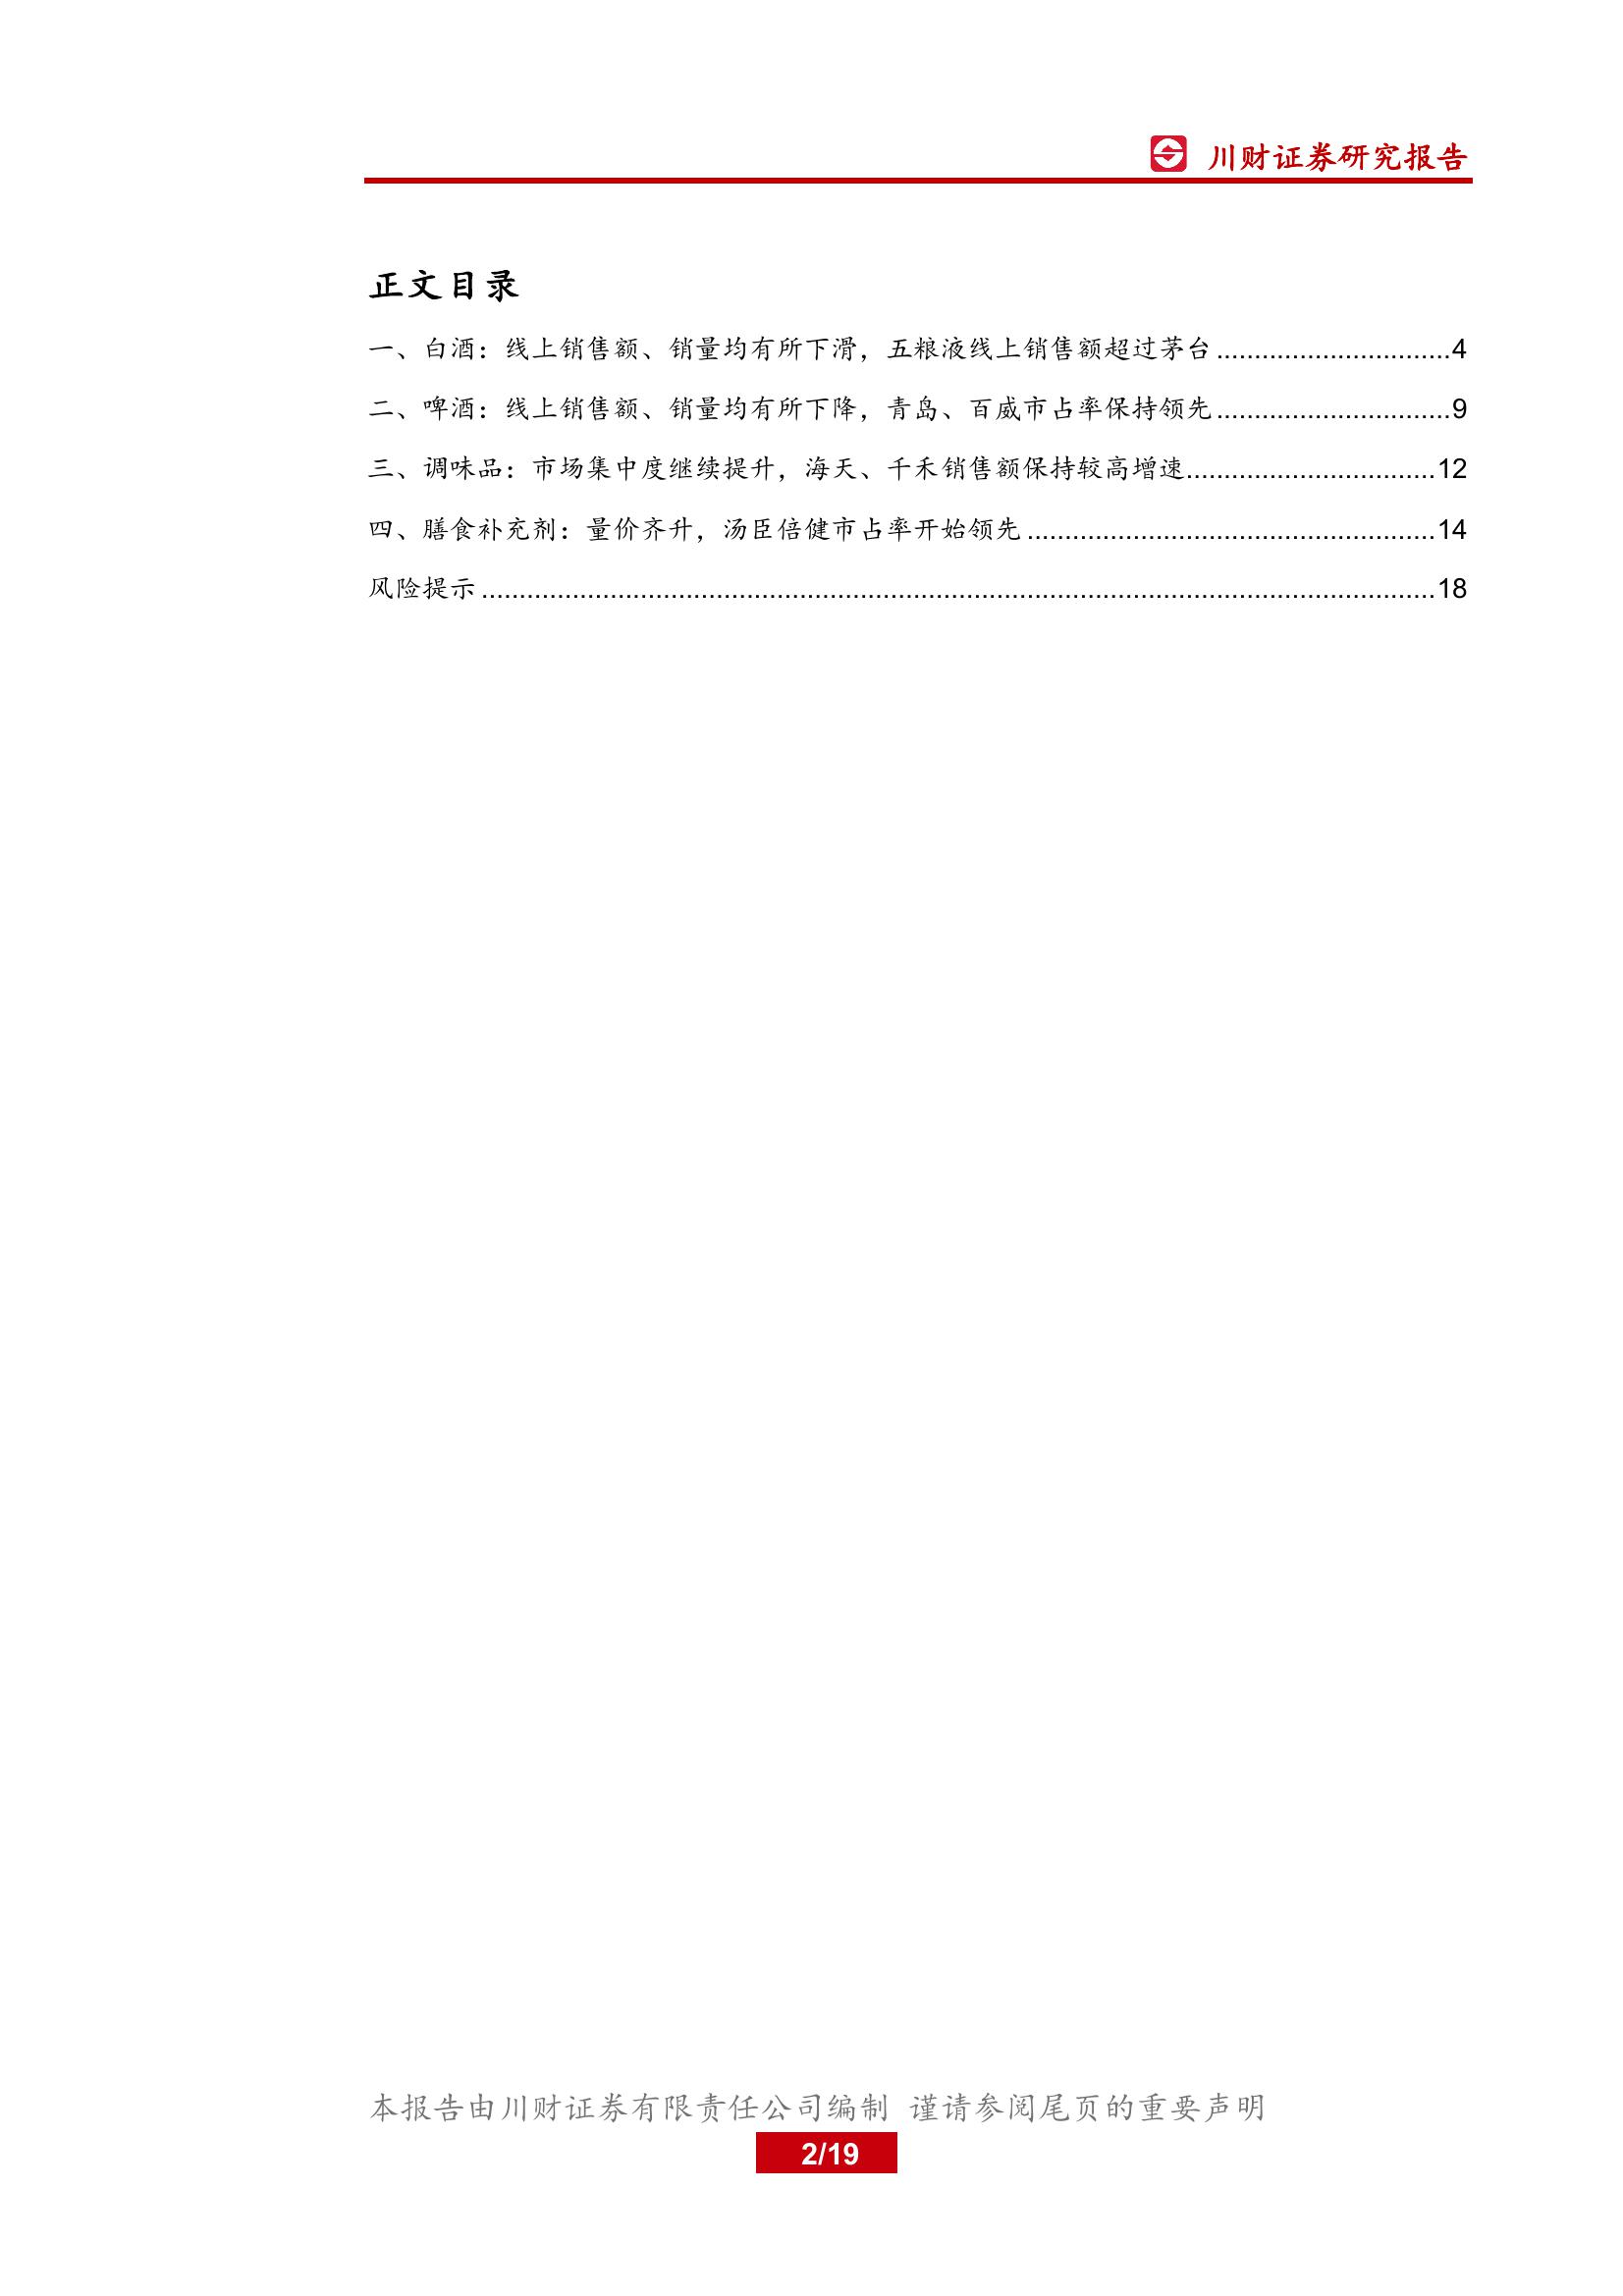 川财证券研究报告
正文目录
一、白酒：线上销售额、销量均有所下滑，五粮液线上销售额超过茅台...............................4
二、啤酒：线上销售额、销量均有所下降，青岛、百威市占率保持领先...............................9
三、调味品：市场集中度继续提升，海天、千禾销售额保持较高增速.................................12
四、膳食补充剂：量价齐升，汤臣倍健市占率开始领先......................................................14
风险提示..............................................................................................................................18
本报告由川财证券有限责任公司编制 谨请参阅尾页的重要声明
2/19